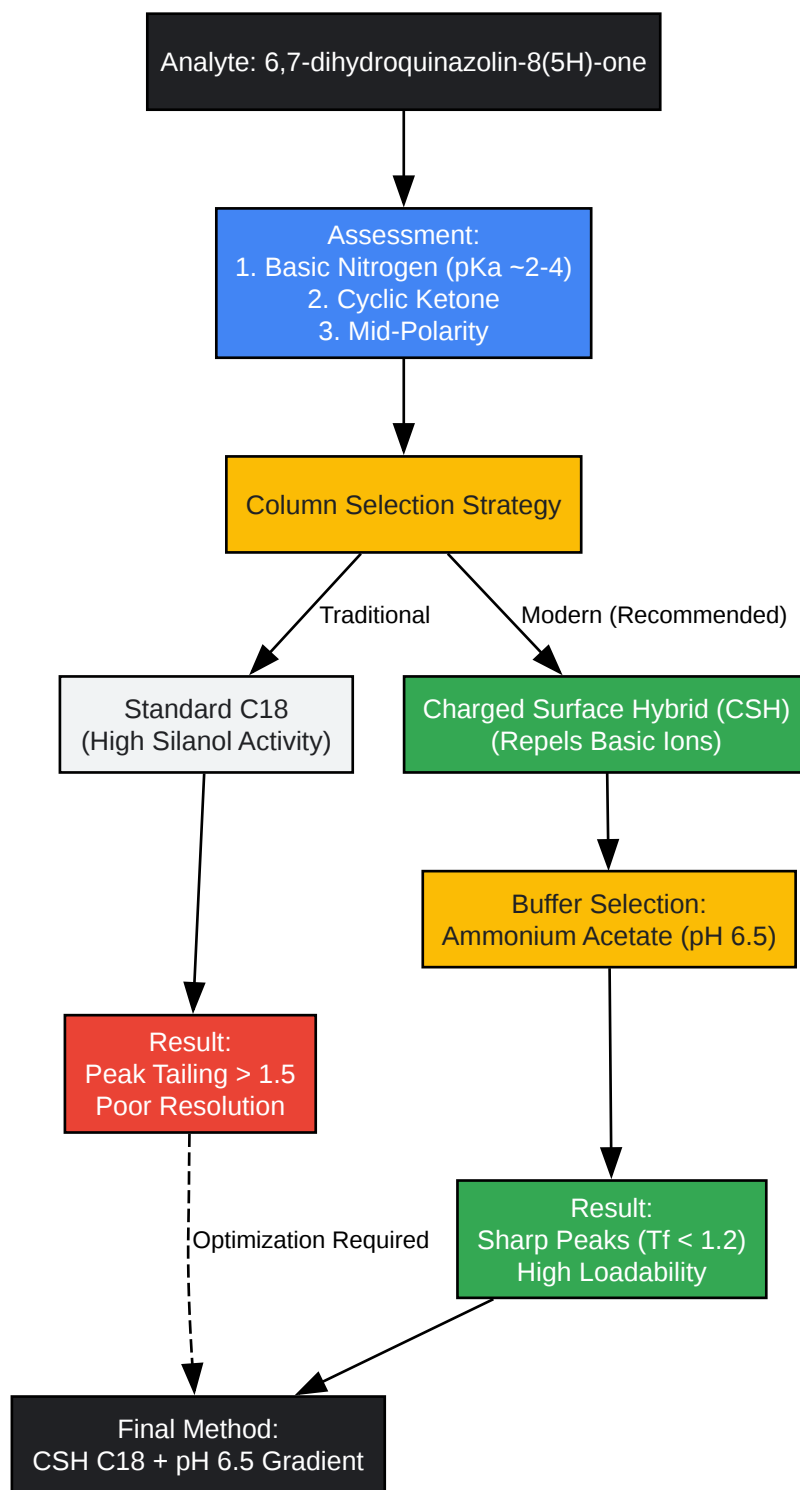 Analyte: 6,7-dihydroquinazolin-8(5H)-one
Assessment:
1. Basic Nitrogen (pKa ~2-4)
2. Cyclic Ketone
3. Mid-Polarity
Column Selection Strategy
Traditional
Modern (Recommended)
Standard C18
(High Silanol Activity)
Charged Surface Hybrid (CSH)
(Repels Basic Ions)
Buffer Selection:
Ammonium Acetate (pH 6.5)
Result:
Peak Tailing > 1.5
Poor Resolution
Result:
Sharp Peaks (Tf < 1.2)
High Loadability
Optimization Required
Final Method:
CSH C18 + pH 6.5 Gradient